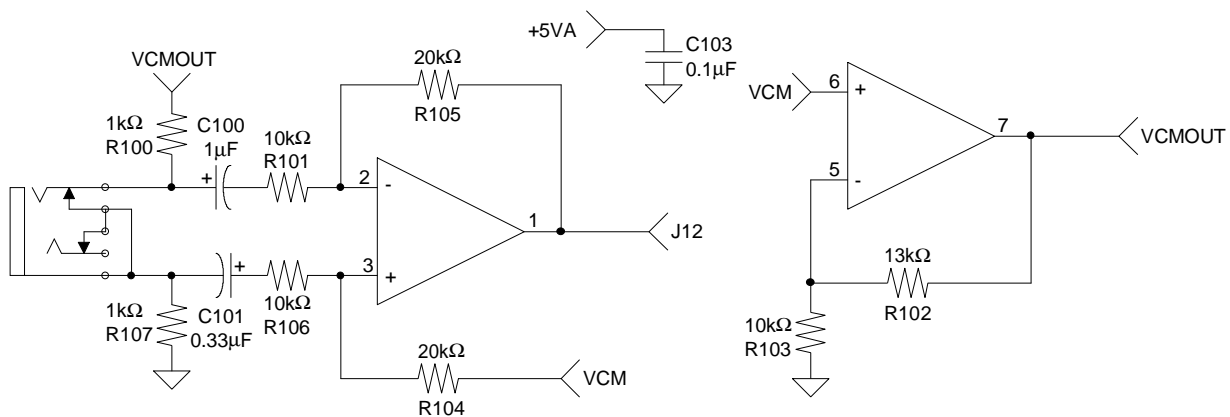 +5VA
C103
0.1µF
VCMOUT
1kΩ
R100
C100
1µF
+
10kΩ
R101
20kΩ
R105
2
-
3
+
1
J12
1kΩ
R107
C101
0.33µF
+
10kΩ
R106
20kΩ
R104
VCM
VCM
6
+
5
-
7
VCMOUT
13kΩ
R102
10kΩ
R103